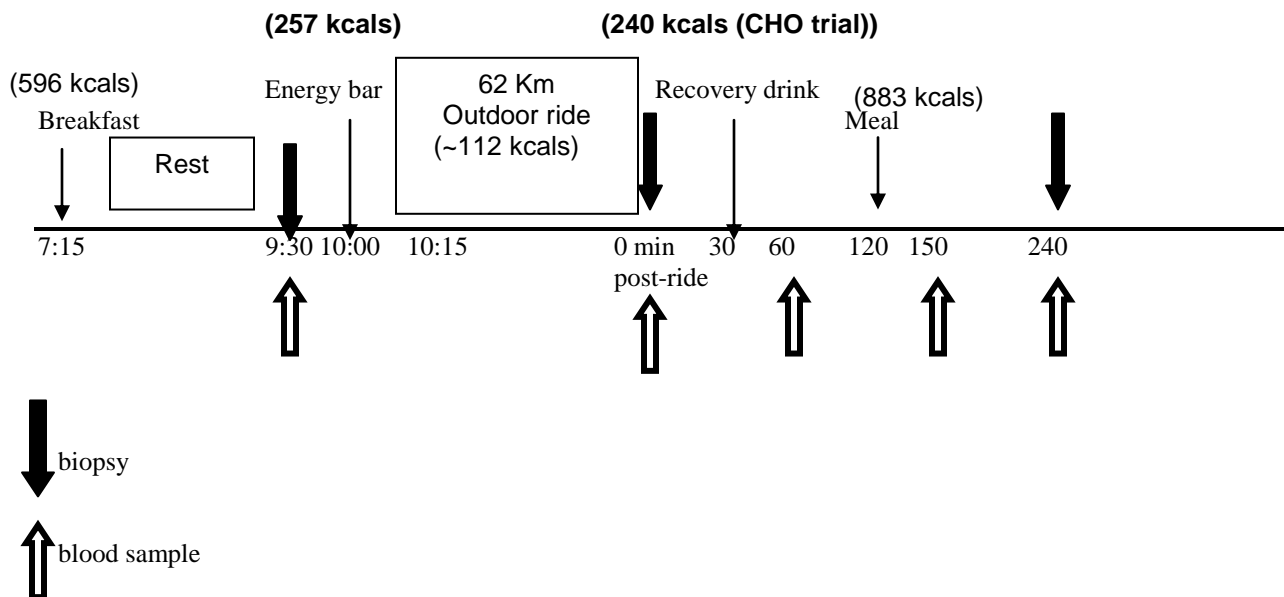 (257 kcals) (240 kcals (CHO trial))
(596 kcals) Energy bar 62 Km Recovery drink (883 kcals)
Breakfast Outdoor ride Meal
Rest (~112 kcals)
7:15 9:30 10:00 10:15 0 min 30 60 120 150 240
post-ride
biopsy
blood sample